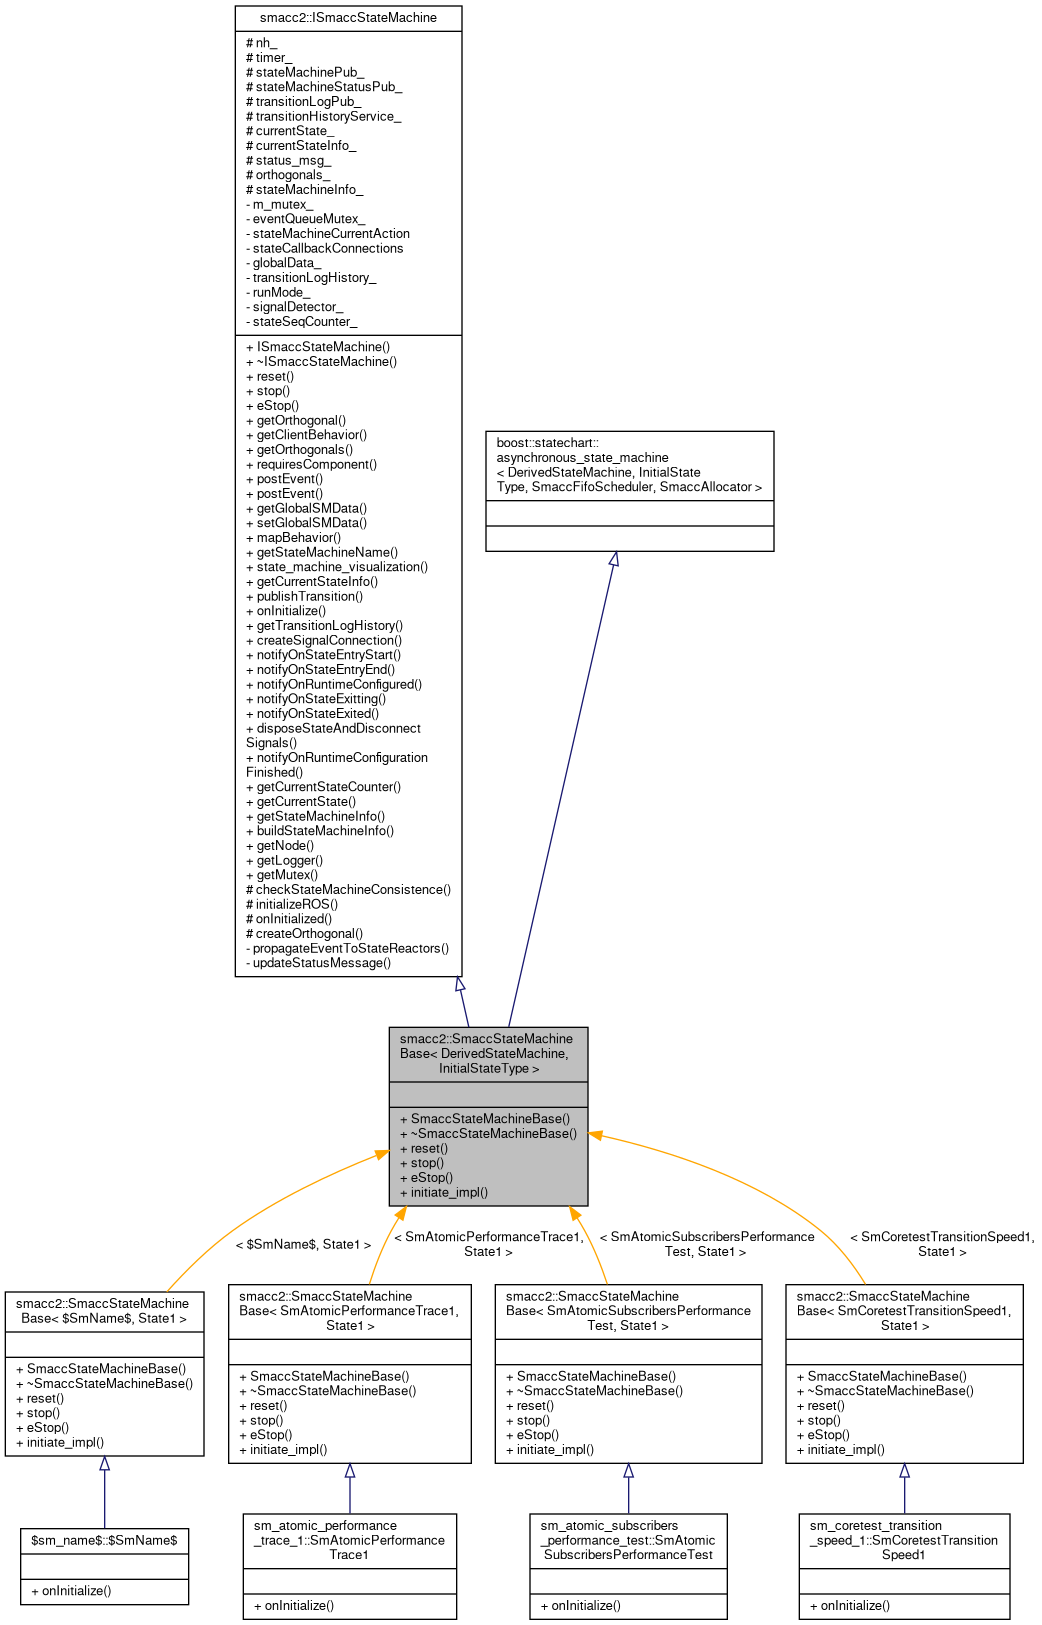 smacc2::ISmaccStateMachine
# nh_
# timer_
# stateMachinePub_
# stateMachineStatusPub_
# transitionLogPub_
# transitionHistoryService_
# currentState_
# currentStateInfo_
# status_msg_
# orthogonals_
# stateMachineInfo_
- m_mutex_
- eventQueueMutex_
- stateMachineCurrentAction
- stateCallbackConnections
- globalData_
- transitionLogHistory_
- runMode_
- signalDetector_
- stateSeqCounter_
+ ISmaccStateMachine()
+ ~ISmaccStateMachine()
+ reset()
+ stop()
+ eStop()
+ getOrthogonal()
+ getClientBehavior()
+ getOrthogonals()
+ requiresComponent()
+ postEvent()
+ postEvent()
+ getGlobalSMData()
+ setGlobalSMData()
+ mapBehavior()
+ getStateMachineName()
+ state_machine_visualization()
+ getCurrentStateInfo()
+ publishTransition()
+ onInitialize()
+ getTransitionLogHistory()
+ createSignalConnection()
+ notifyOnStateEntryStart()
+ notifyOnStateEntryEnd()
+ notifyOnRuntimeConfigured()
+ notifyOnStateExitting()
+ notifyOnStateExited()
+ disposeStateAndDisconnect
Signals()
+ notifyOnRuntimeConfiguration
Finished()
+ getCurrentStateCounter()
+ getCurrentState()
+ getStateMachineInfo()
+ buildStateMachineInfo()
+ getNode()
+ getLogger()
+ getMutex()
# checkStateMachineConsistence()
# initializeROS()
# onInitialized()
# createOrthogonal()
- propagateEventToStateReactors()
- updateStatusMessage()
boost::statechart::
asynchronous_state_machine
< DerivedStateMachine, InitialState
Type, SmaccFifoScheduler, SmaccAllocator >
smacc2::SmaccStateMachine
Base< DerivedStateMachine,
InitialStateType >
+ SmaccStateMachineBase()
+ ~SmaccStateMachineBase()
+ reset()
+ stop()
+ eStop()
+ initiate_impl()
< $SmName$, State1 >
< SmAtomicPerformanceTrace1,
State1 >
< SmAtomicSubscribersPerformance
Test, State1 >
< SmCoretestTransitionSpeed1,
State1 >
smacc2::SmaccStateMachine
Base< $SmName$, State1 >
+ SmaccStateMachineBase()
+ ~SmaccStateMachineBase()
+ reset()
+ stop()
+ eStop()
+ initiate_impl()
smacc2::SmaccStateMachine
Base< SmAtomicPerformanceTrace1,
State1 >
+ SmaccStateMachineBase()
+ ~SmaccStateMachineBase()
+ reset()
+ stop()
+ eStop()
+ initiate_impl()
smacc2::SmaccStateMachine
Base< SmAtomicSubscribersPerformance
Test, State1 >
+ SmaccStateMachineBase()
+ ~SmaccStateMachineBase()
+ reset()
+ stop()
+ eStop()
+ initiate_impl()
smacc2::SmaccStateMachine
Base< SmCoretestTransitionSpeed1,
State1 >
+ SmaccStateMachineBase()
+ ~SmaccStateMachineBase()
+ reset()
+ stop()
+ eStop()
+ initiate_impl()
$sm_name$::$SmName$
+ onInitialize()
sm_atomic_performance
_trace_1::SmAtomicPerformance
Trace1
+ onInitialize()
sm_atomic_subscribers
_performance_test::SmAtomic
SubscribersPerformanceTest
+ onInitialize()
sm_coretest_transition
_speed_1::SmCoretestTransition
Speed1
+ onInitialize()